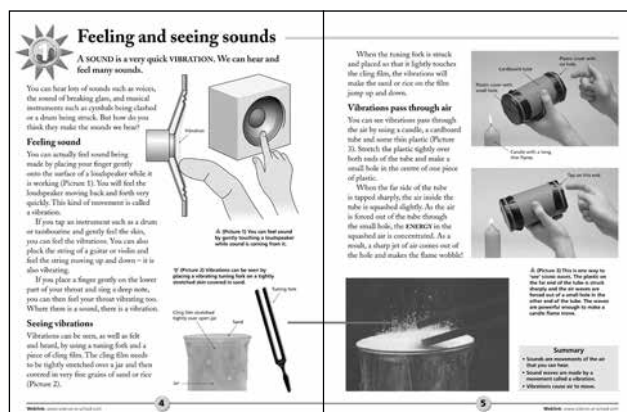 Feeling and seeing sounds
A SOUND is a very quick VIBRATION. We can hear and
feel many sounds.
You can hear lots of sounds such as voices,
the sound of breaking glass, and musical
instruments such as cymbals being clashed
or a drum being struck. But how do you
think they make the sounds we hear?
Feeling sound
You can actually feel sound being
made by placing your finger gently
onto the surface of a loudspeaker while it
is working (Picture 1). You will feel the
loudspeaker moving back and forth very
quickly. This kind of movement is called
a vibration.
If you tap an instrument such as a drum
or tambourine and gently feel the skin,
you can feel the vibrations. You can also
pluck the string of a guitar or violin and
feel the string moving up and down – it is
also vibrating.
If you place a finger gently on the lower
part of your throat and sing a deep note,
you can then feel your throat vibrating too.
Where there is a sound, there is a vibration.
Seeing vibrations
Vibrations can be seen, as well as felt
and heard, by using a tuning fork and a
piece of cling film. The cling film needs
to be tightly stretched over a jar and then
covered in very fine grains of sand or rice
(Picture 2).
Vibration
(Picture 1) You can feel sound
by gently touching a loudspeaker
while sound is coming from it.
(Picture 2) Vibrations can be seen by
placing a vibrating tuning fork on a tightly
stretched skin covered in sand.
Tuning fork
Cling film stretched
tightly over open jar
Sand
Jar
4
When the tuning fork is struck
and placed so that it lightly touches
the cling film, the vibrations will
make the sand or rice on the film
jump up and down.
Vibrations pass through air
You can see vibrations pass through
the air by using a candle, a cardboard
tube and some thin plastic (Picture
3). Stretch the plastic tightly over
both ends of the tube and make a
small hole in the centre of one piece
of plastic.
When the far side of the tube
is tapped sharply, the air inside the
tube is squashed slightly. As the air
is forced out of the tube through
the small hole, the ENERGY in the
squashed air is concentrated. As a
result, a sharp jet of air comes out of
the hole and makes the flame wobble!
Plastic cover with
no hole.
Cardboard tube
Plastic cover with
small hole.
Candle with a long,
thin flame.
Tap on this end.
(Picture 3) This is one way to
'see' sound waves. The plastic on
the far end of the tube is struck
sharply and the air waves are
forced out of a small hole in the
other end of the tube. The waves
are powerful enough to make a
candle flame move.
Summary
• Sounds are movements of the air
that you can hear.
• Sound waves are made by a
movement called a vibration.
• Vibrations cause air to move.
5